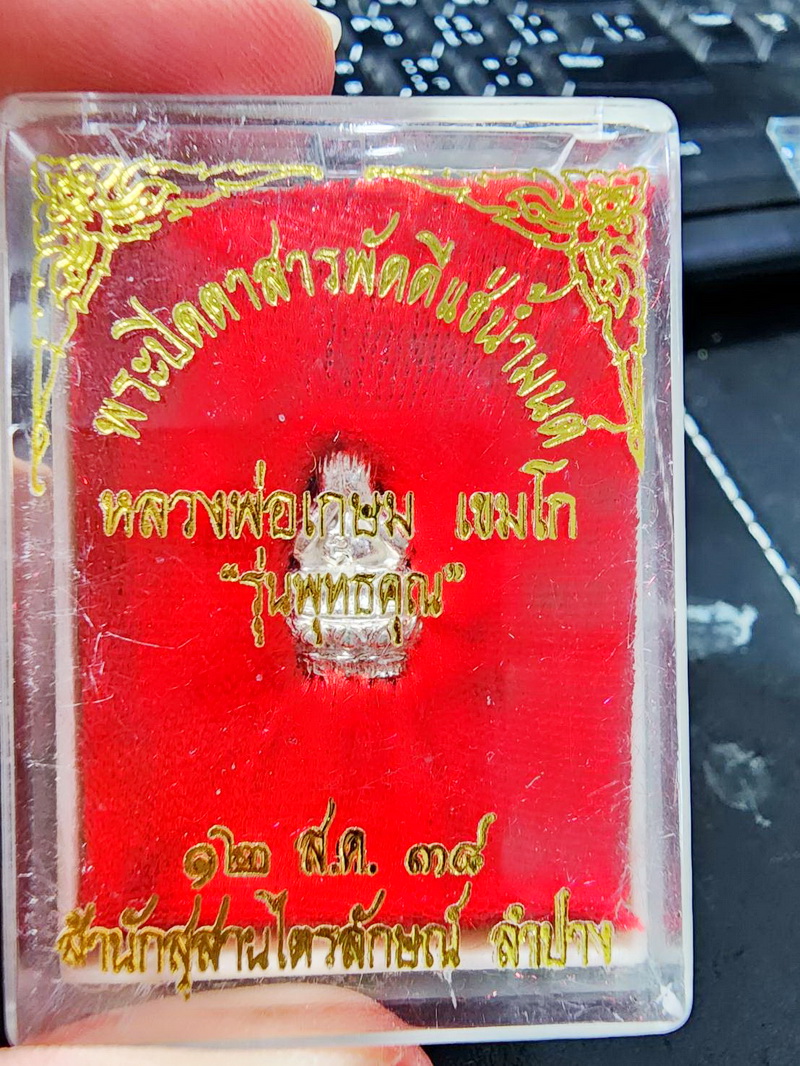 พระปิดตาสารพัดดีแช่น้ำมนต์
หลวงพ่อเกษม เขมโก
“รุ่นพุทธคุณ”
๑๒ ส.ค. ๓๘
สำนักสุสานไตรลักษณ์ ลำปาง